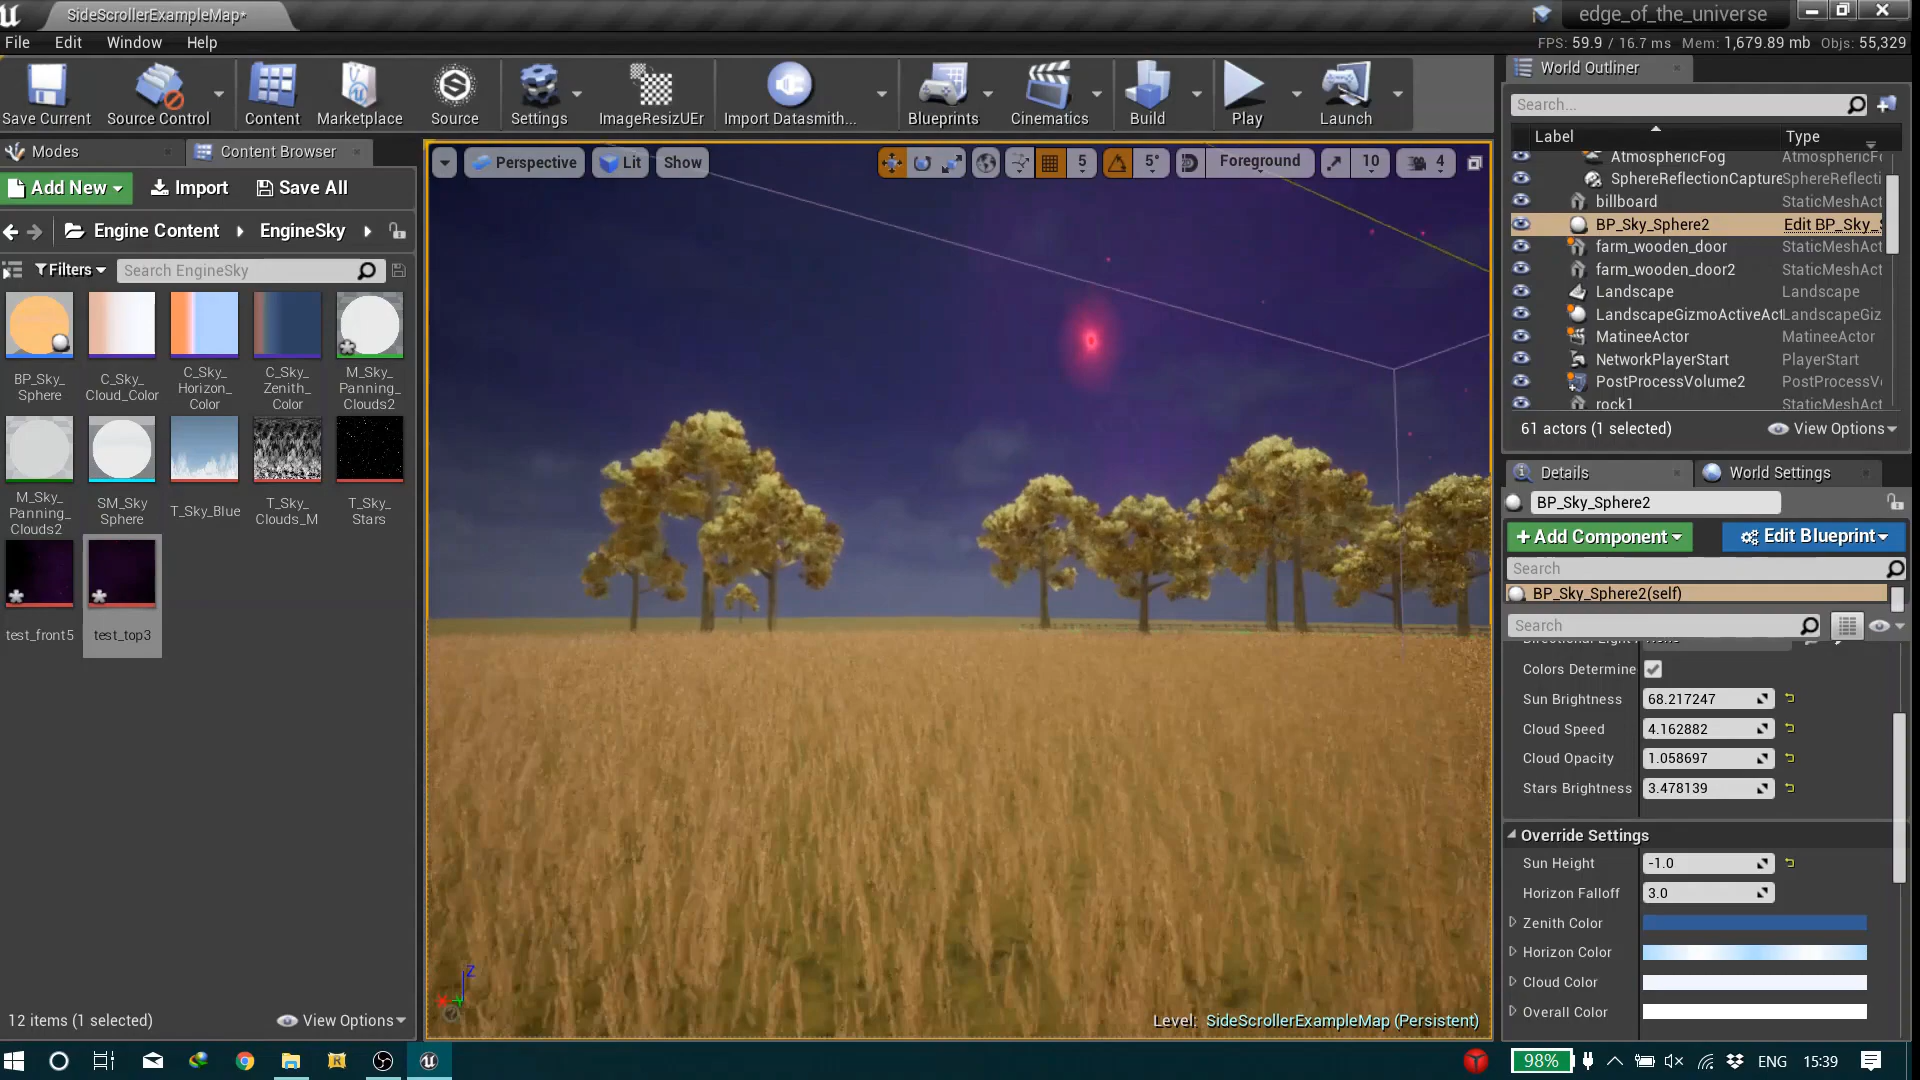 SideScrollerExampleMap*
edge_of_the_universe
File Edit Window Help
FPS: 59.9 / 16.7 ms Mem: 1,679.89 mb Objs: 55,329
Save Current
Source Control
Content
Marketplace
Source
Settings
ImageResizUEr
Import Datasmith...
Blueprints
Cinematics
Build
Play
Launch
Modes
Content Browser
Add New
Import
Save All
Engine Content
EngineSky
Filters
Search EngineSky
BP_Sky_
Sphere
C_Sky_
Cloud_Color
C_Sky_
Horizon_
Color
C_Sky_
Zenith_
Color
M_Sky_
Panning_
Clouds2
M_Sky_
Panning_
Clouds2
SM_Sky
Sphere
T_Sky_Blue
T_Sky_
Clouds_M
T_Sky_
Stars
test_front5
test_top3
12 items (1 selected)
View Options
Perspective
Lit
Show
5
5°
Foreground
10
4
Z
X
Level: SideScrollerExampleMap (Persistent)
World Outliner
Search...
Label Type
AtmosphericFog AtmosphericFo
SphereReflectionCapture SphereReflecti
billboard StaticMeshAct
BP_Sky_Sphere2 Edit BP_Sky_S
farm_wooden_door StaticMeshAct
farm_wooden_door2 StaticMeshAct
Landscape Landscape
LandscapeGizmoActiveAct LandscapeGiz
MatineeActor MatineeActor
NetworkPlayerStart PlayerStart
PostProcessVolume2 PostProcessV
rock1 StaticMeshAct
61 actors (1 selected)
View Options
Details
World Settings
BP_Sky_Sphere2
Add Component
Edit Blueprint
Search
BP_Sky_Sphere2(self)
Search
Directional Light
Colors Determine
Sun Brightness 68.217247
Cloud Speed 4.162882
Cloud Opacity 1.058697
Stars Brightness 3.478139
Override Settings
Sun Height -1.0
Horizon Falloff 3.0
Zenith Color
Horizon Color
Cloud Color
Overall Color
98%
ENG
15:39